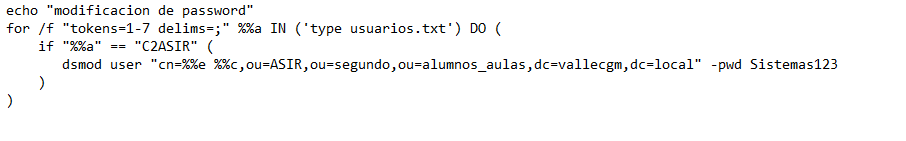 echo "modificacion de password"
for /f "tokens=1-7 delims=;" %%a IN ('type usuarios.txt') DO (
    if "%%a" == "C2ASIR" (
       dsmod user "cn=%%e %%c,ou=ASIR,ou=segundo,ou=alumnos_aulas,dc=vallecgm,dc=local" -pwd Sistemas123
    )
)